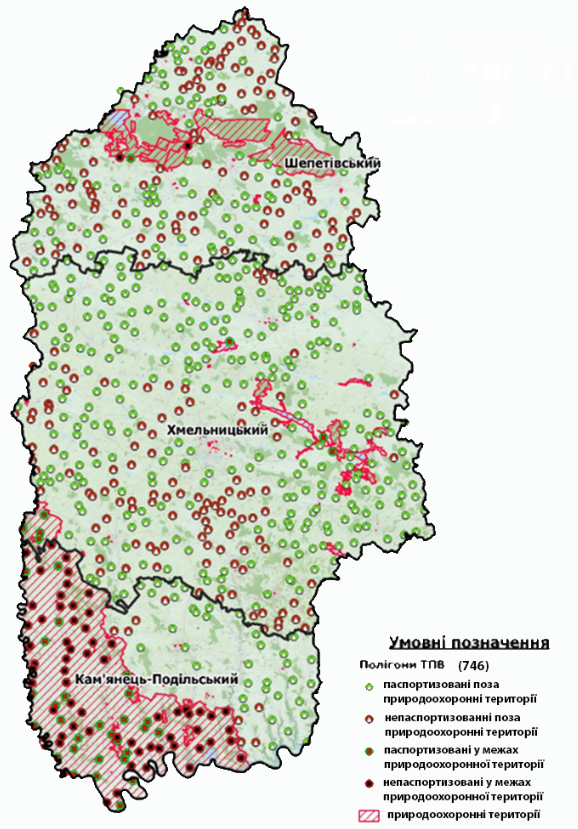 Шепетівський
Хмельницький
Кам'янець-Подільський
Умовні позначення
Полігони ТПВ (746)
паспортизовані поза
природоохоронні території
непаспортизованні поза
природоохоронні території
паспортизовані у межах
природоохоронної території
непаспортизовані у межах
природоохоронної території
природоохоронні території